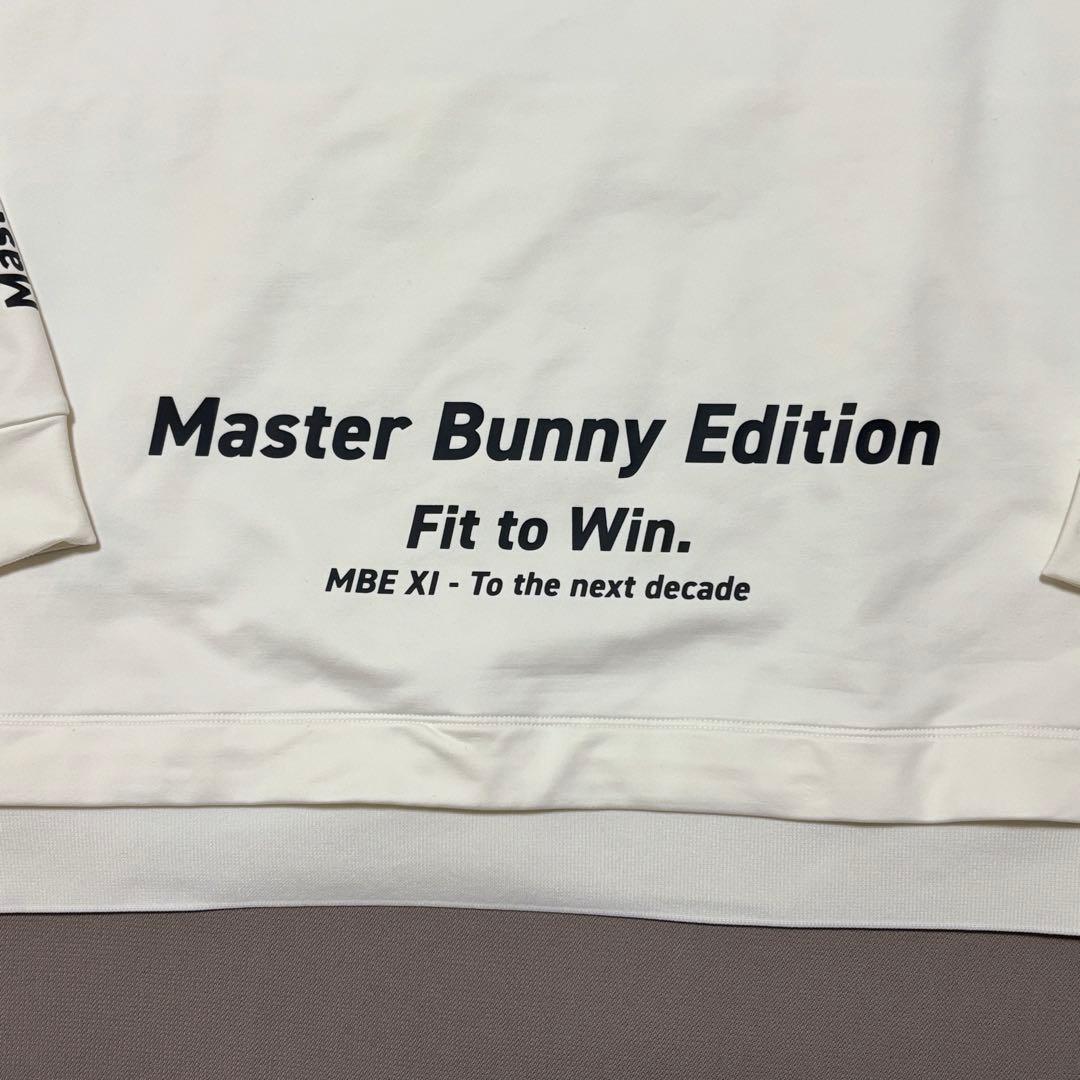 Master Bunny Edition
Fit to Win.
MBE XI - To the next decade